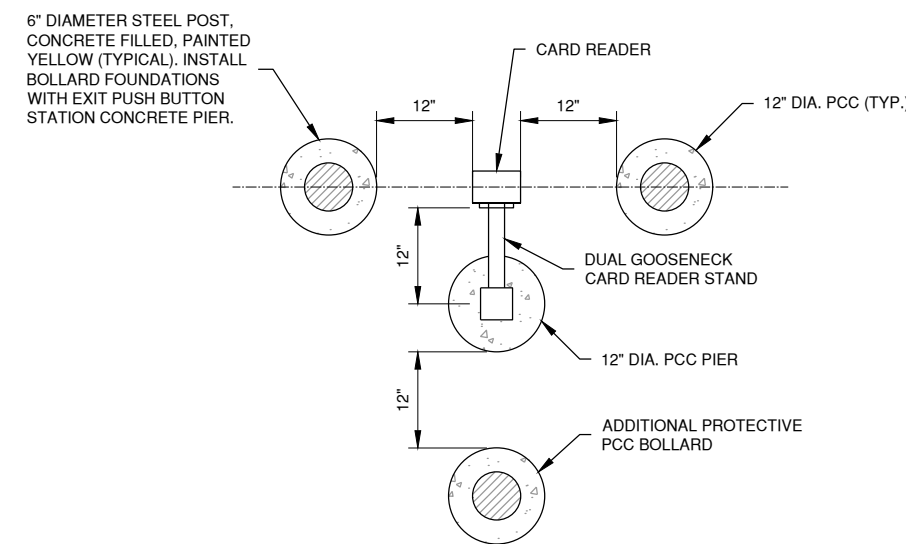 6" DIAMETER STEEL POST,
CONCRETE FILLED, PAINTED
YELLOW (TYPICAL). INSTALL
BOLLARD FOUNDATIONS
WITH EXIT PUSH BUTTON
STATION CONCRETE PIER.
CARD READER
12"
12"
12" DIA. PCC (TYP.)
12"
DUAL GOOSENECK
CARD READER STAND
12" DIA. PCC PIER
12"
ADDITIONAL PROTECTIVE
PCC BOLLARD